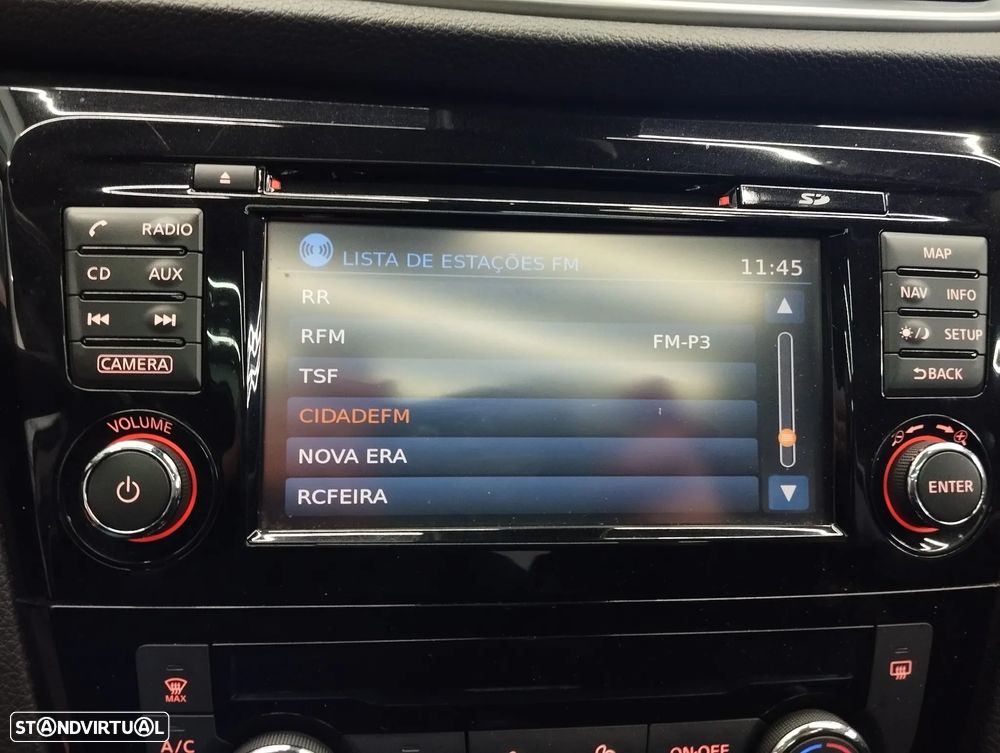 SD
RADIO
CD AUX
CAMERA
VOLUME
LISTA DE ESTAÇÕES FM 11:45
RR
RFM FM-P3
TSF
CIDADEFM
NOVA ERA
RCFEIRA
MAP
NAV INFO
SETUP
BACK
ENTER
MAX
A/C
ON·OFF
STANDVIRTUAL